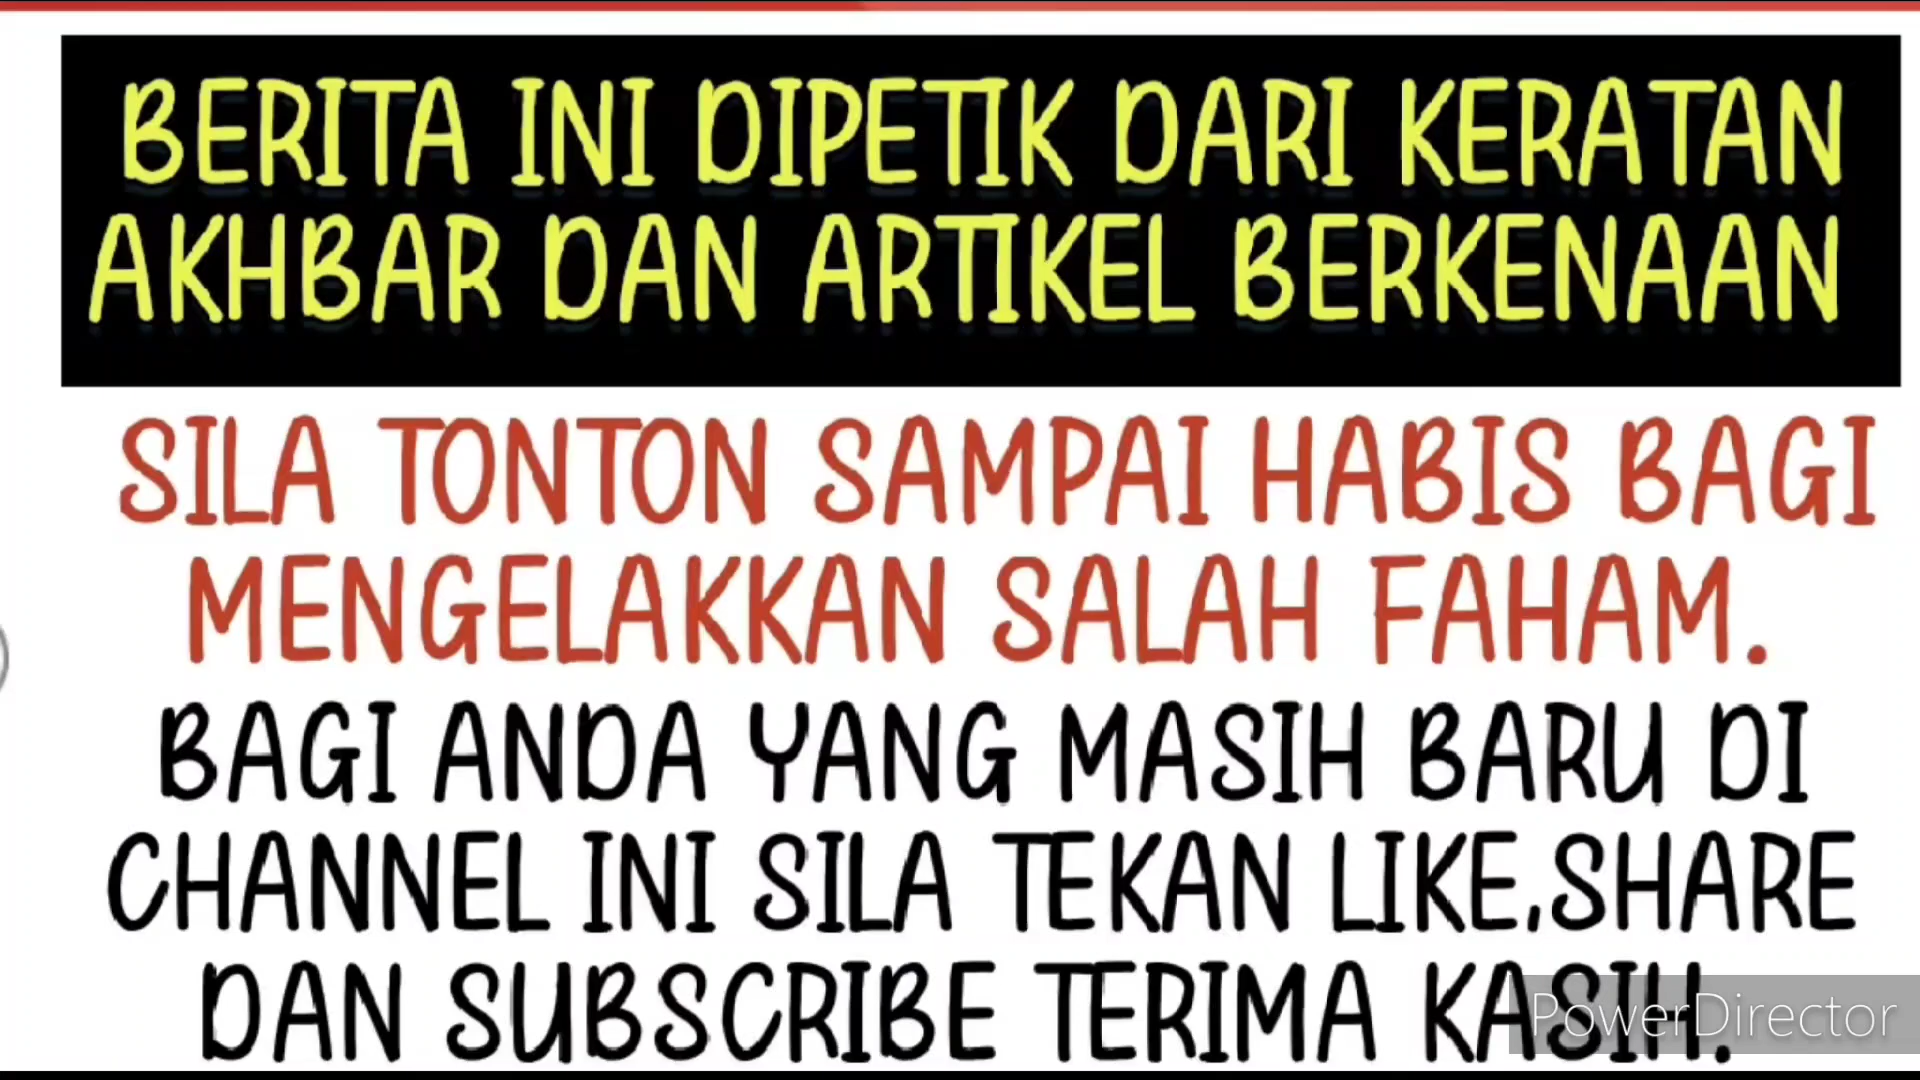 BERITA INI DIPETIK DARI KERATAN
AKHBAR DAN ARTIKEL BERKENAAN
SILA TONTON SAMPAI HABIS BAGI
MENGELAKKAN SALAH FAHAM.
BAGI ANDA YANG MASIH BARU DI
CHANNEL INI SILA TEKAN LIKE,SHARE
DAN SUBSCRIBE TERIMA KASIH.
PowerDirector